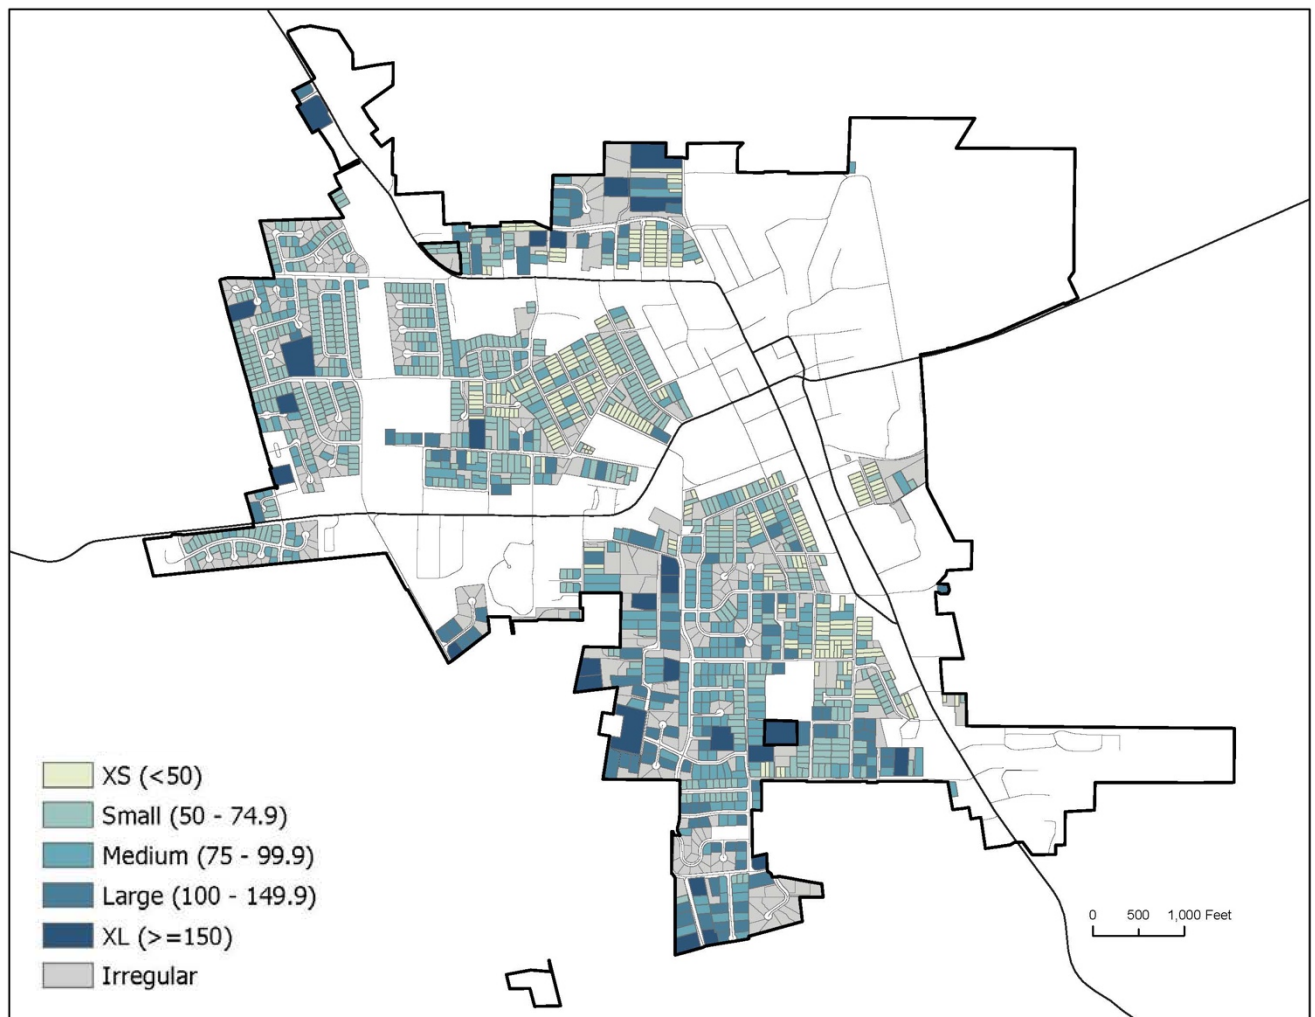 XS (<50)
Small (50 - 74.9)
Medium (75 - 99.9)
Large (100 - 149.9)
XL (>=150)
Irregular
0 500 1,000 Feet